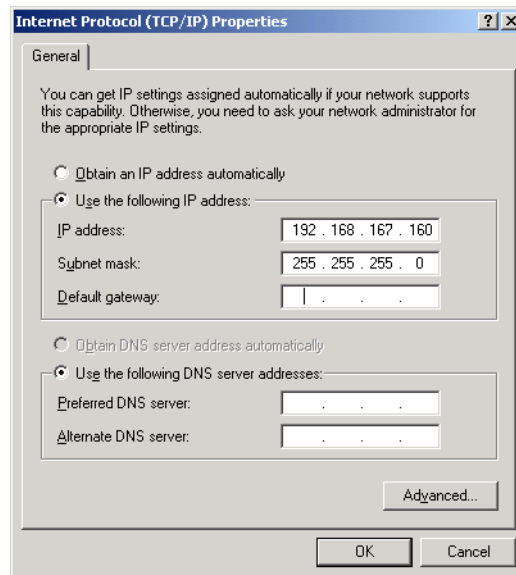 Internet Protocol (TCP/IP) Properties
General
You can get IP settings assigned automatically if your network supports
this capability. Otherwise, you need to ask your network administrator for
the appropriate IP settings.
Obtain an IP address automatically
Use the following IP address:
IP address: 192 . 168 . 167 . 160
Subnet mask: 255 . 255 . 255 . 0
Default gateway: . . .
Obtain DNS server address automatically
Use the following DNS server addresses:
Preferred DNS server: . . .
Alternate DNS server: . . .
Advanced...
OK Cancel